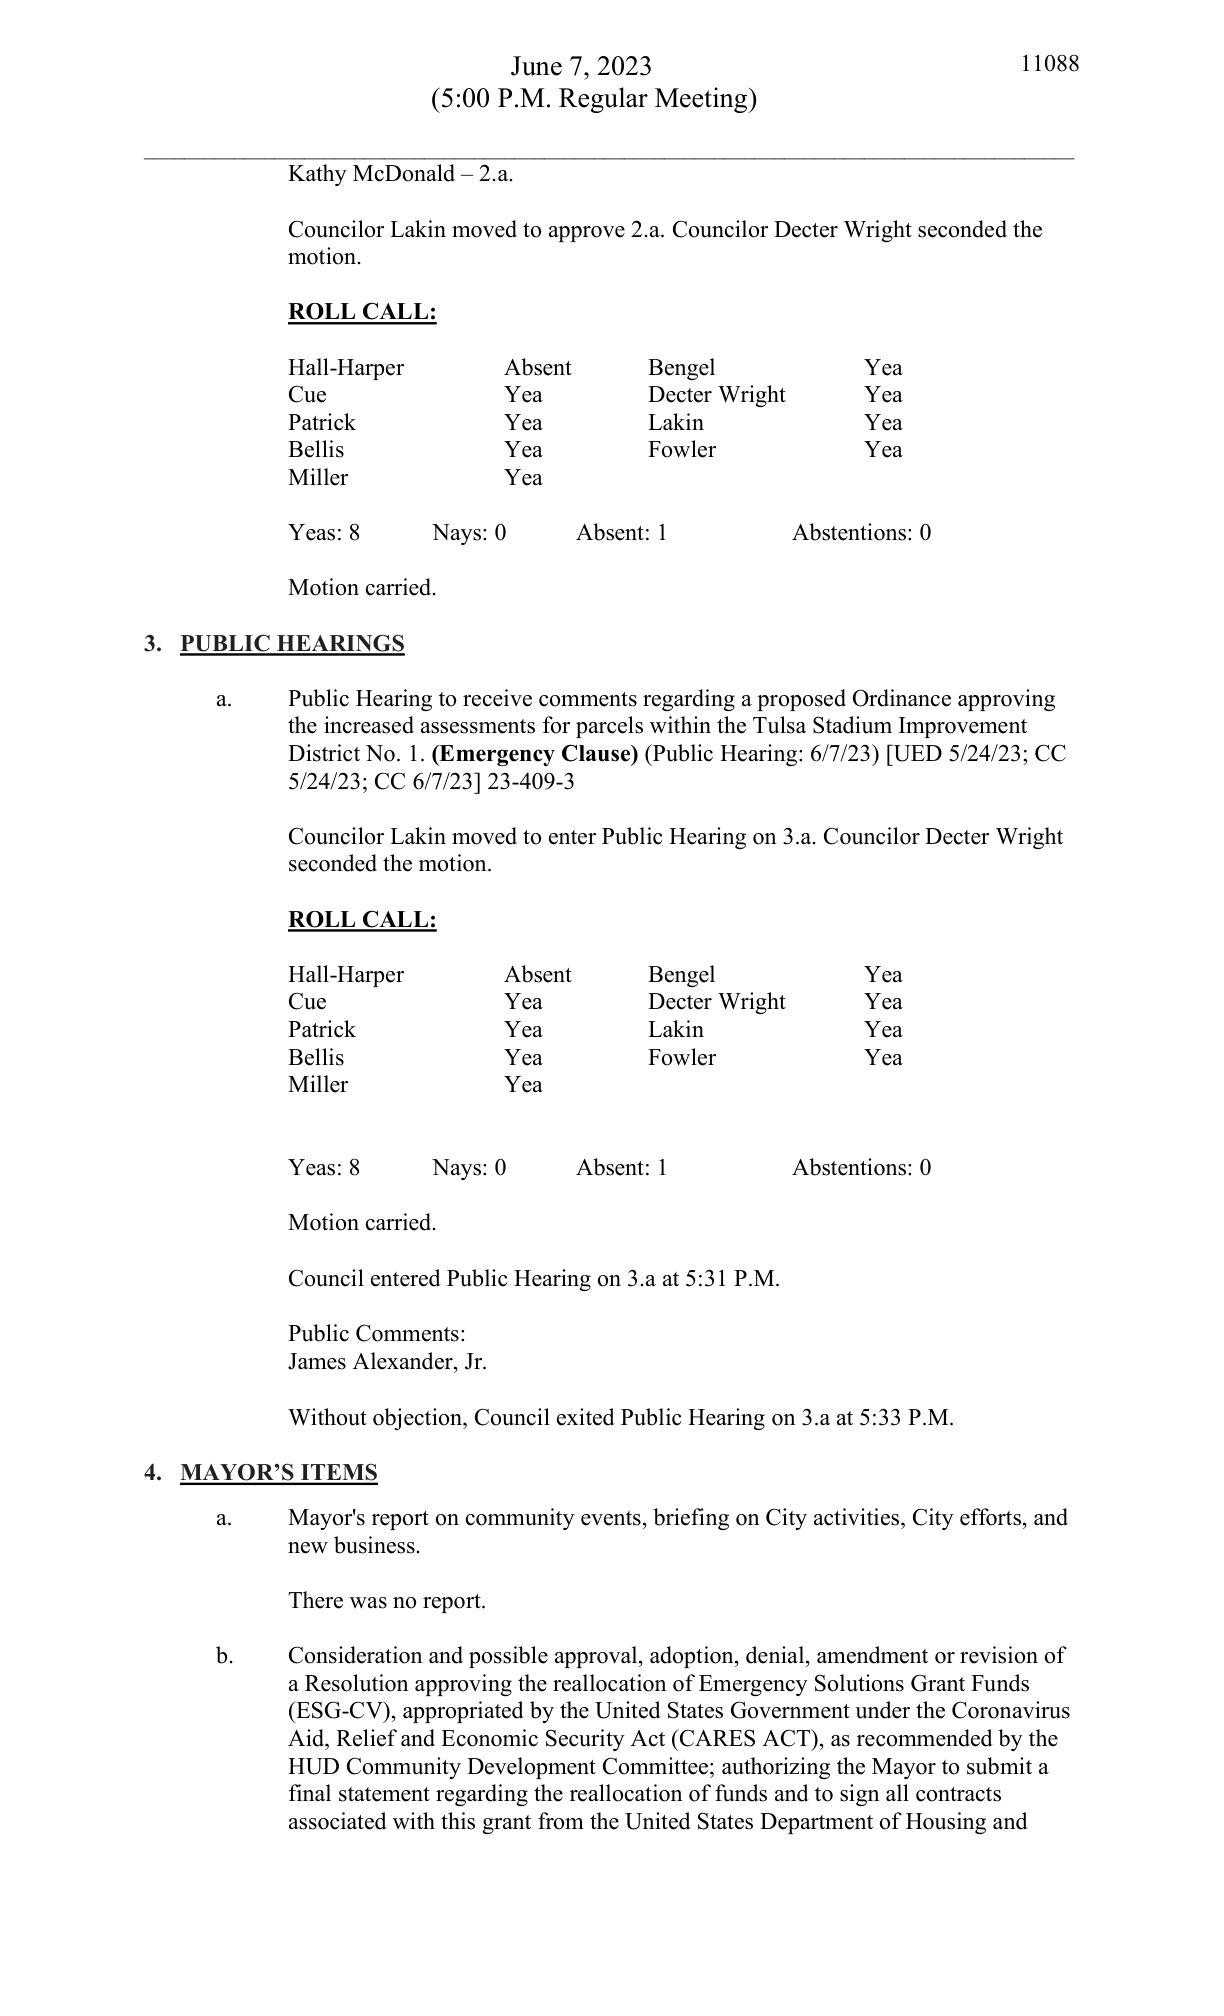 June 7, 2023
11088
(5:00 P.M. Regular Meeting)
Kathy McDonald – 2.a.
Councilor Lakin moved to approve 2.a. Councilor Decter Wright seconded the
motion.
ROLL CALL:
Hall-Harper Absent Bengel Yea
Cue Yea Decter Wright Yea
Patrick Yea Lakin Yea
Bellis Yea Fowler Yea
Miller Yea
Yeas: 8 Nays: 0 Absent: 1 Abstentions: 0
Motion carried.
3. PUBLIC HEARINGS
a. Public Hearing to receive comments regarding a proposed Ordinance approving
the increased assessments for parcels within the Tulsa Stadium Improvement
District No. 1. (Emergency Clause) (Public Hearing: 6/7/23) [UED 5/24/23; CC
5/24/23; CC 6/7/23] 23-409-3
Councilor Lakin moved to enter Public Hearing on 3.a. Councilor Decter Wright
seconded the motion.
ROLL CALL:
Hall-Harper Absent Bengel Yea
Cue Yea Decter Wright Yea
Patrick Yea Lakin Yea
Bellis Yea Fowler Yea
Miller Yea
Yeas: 8 Nays: 0 Absent: 1 Abstentions: 0
Motion carried.
Council entered Public Hearing on 3.a at 5:31 P.M.
Public Comments:
James Alexander, Jr.
Without objection, Council exited Public Hearing on 3.a at 5:33 P.M.
4. MAYOR’S ITEMS
a. Mayor's report on community events, briefing on City activities, City efforts, and
new business.
There was no report.
b. Consideration and possible approval, adoption, denial, amendment or revision of
a Resolution approving the reallocation of Emergency Solutions Grant Funds
(ESG-CV), appropriated by the United States Government under the Coronavirus
Aid, Relief and Economic Security Act (CARES ACT), as recommended by the
HUD Community Development Committee; authorizing the Mayor to submit a
final statement regarding the reallocation of funds and to sign all contracts
associated with this grant from the United States Department of Housing and